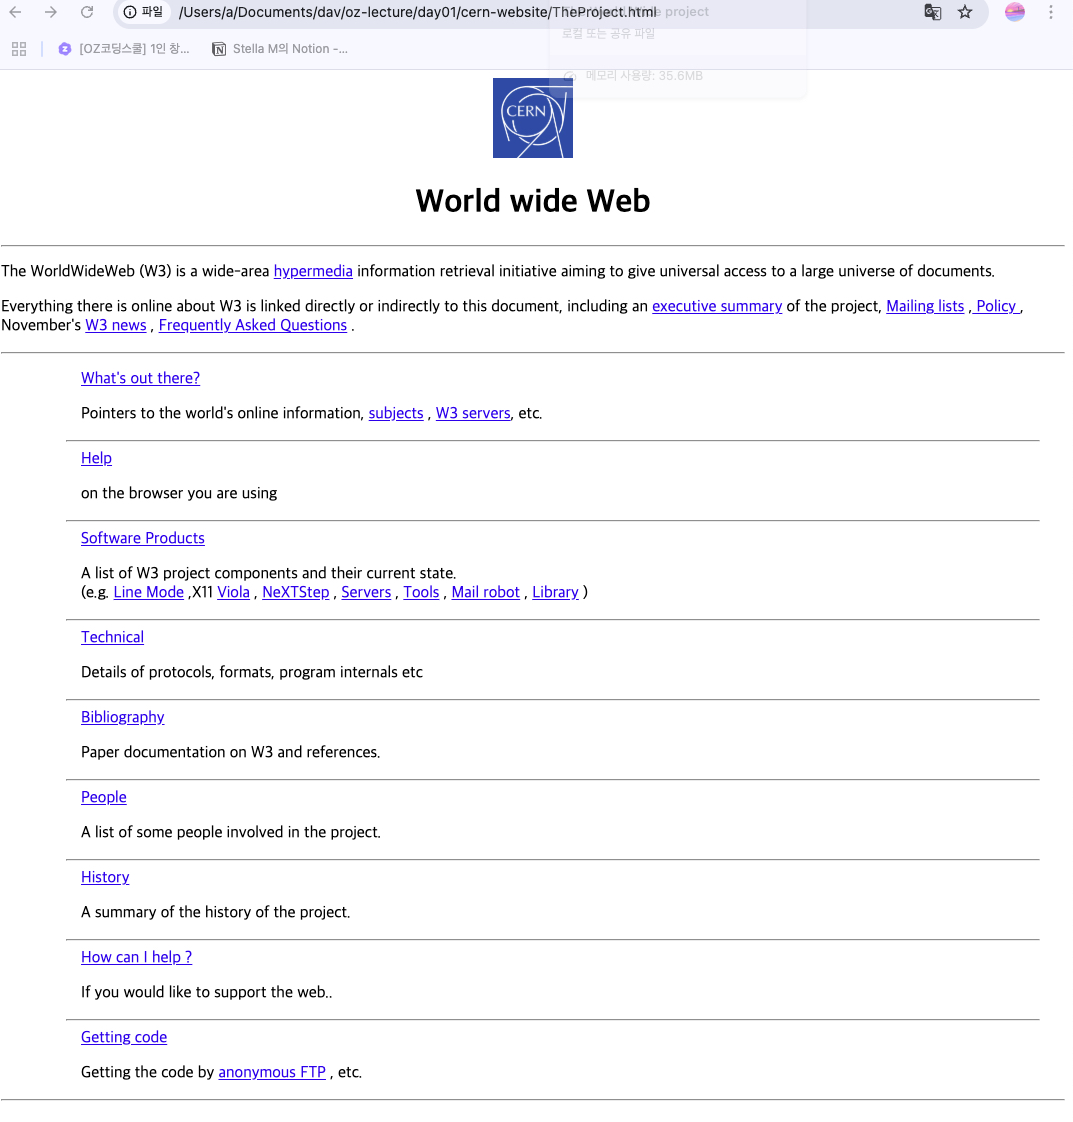 파일 /Users/a/Documents/dav/oz-lecture/day01/cern-website/TheProject.html
project
로컬 또는 공유 파일
[OZ코딩스쿨] 1인 창... Stella M의 Notion –...
메모리 사용량: 35.6MB
CERN
World wide Web
The WorldWideWeb (W3) is a wide-area hypermedia information retrieval initiative aiming to give universal access to a large universe of documents.
Everything there is online about W3 is linked directly or indirectly to this document, including an executive summary of the project, Mailing lists , Policy ,
November's W3 news , Frequently Asked Questions .
What's out there?
Pointers to the world's online information, subjects , W3 servers, etc.
Help
on the browser you are using
Software Products
A list of W3 project components and their current state.
(e.g. Line Mode ,X11 Viola , NeXTStep , Servers , Tools , Mail robot , Library )
Technical
Details of protocols, formats, program internals etc
Bibliography
Paper documentation on W3 and references.
People
A list of some people involved in the project.
History
A summary of the history of the project.
How can I help ?
If you would like to support the web..
Getting code
Getting the code by anonymous FTP , etc.